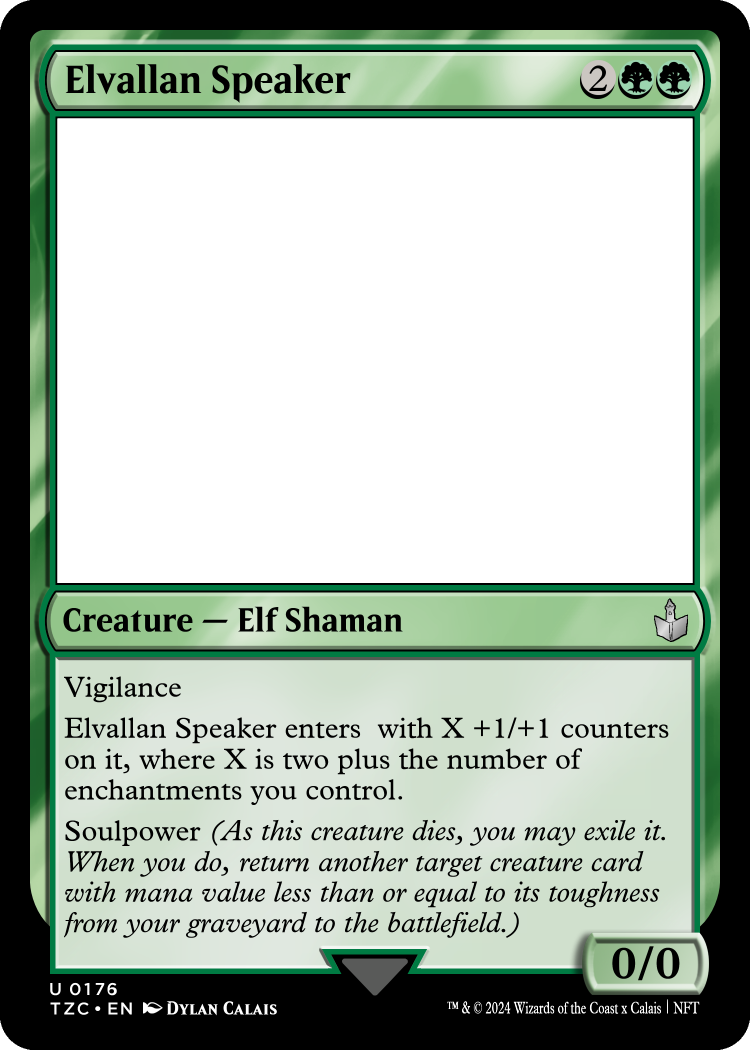 Elvallan Speaker 2
Creature — Elf Shaman
Vigilance
Elvallan Speaker enters  with X +1/+1 counters
on it, where X is two plus the number of
enchantments you control.
Soulpower (As this creature dies, you may exile it.
When you do, return another target creature card
with mana value less than or equal to its toughness
from your graveyard to the battlefield.)
0/0
U 0176
TZC • EN Dylan Calais
™ & © 2024 Wizards of the Coast x Calais | NFT